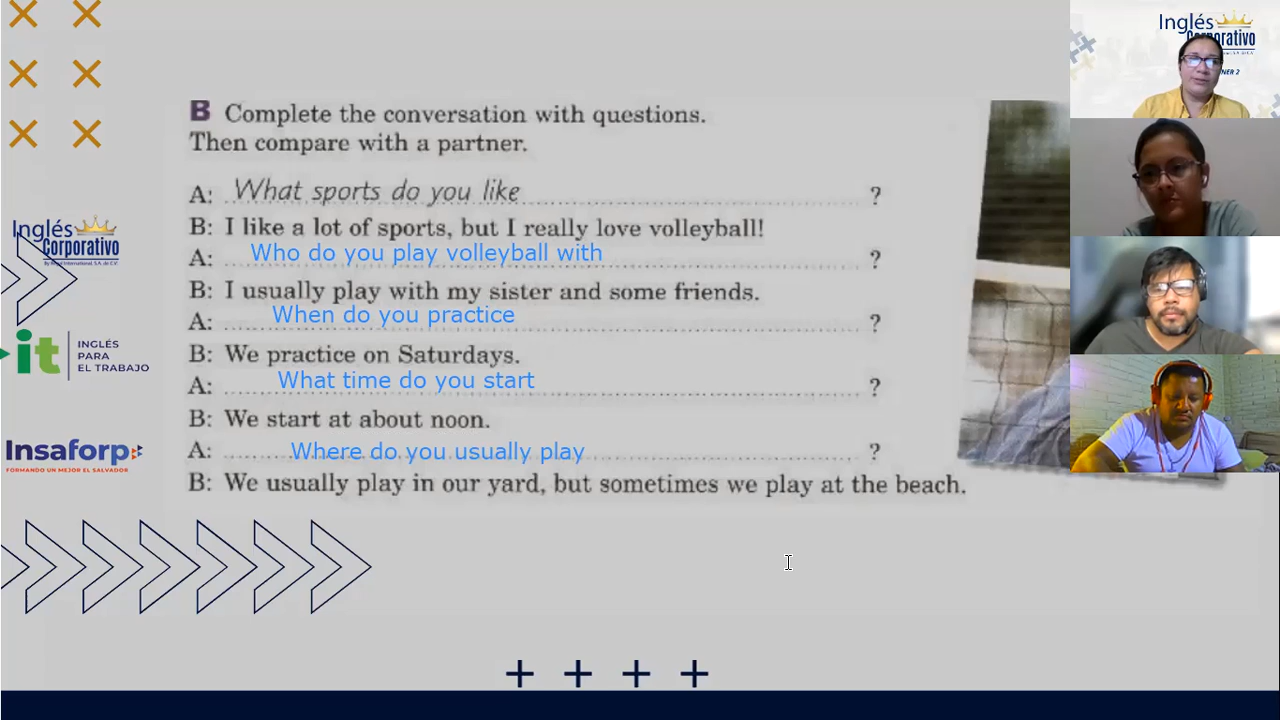 B Complete the conversation with questions.
Then compare with a partner.
A: What sports do you like ?
B: I like a lot of sports, but I really love volleyball!
A: Who do you play volleyball with ?
B: I usually play with my sister and some friends.
A: When do you practice ?
B: We practice on Saturdays.
A: What time do you start ?
B: We start at about noon.
A: Where do you usually play ?
B: We usually play in our yard, but sometimes we play at the beach.
Inglés
Corporativo
it
INGLÉS
PARA
EL TRABAJO
Insaforp
FORMANDO UN MEJOR EL SALVADOR
Inglés